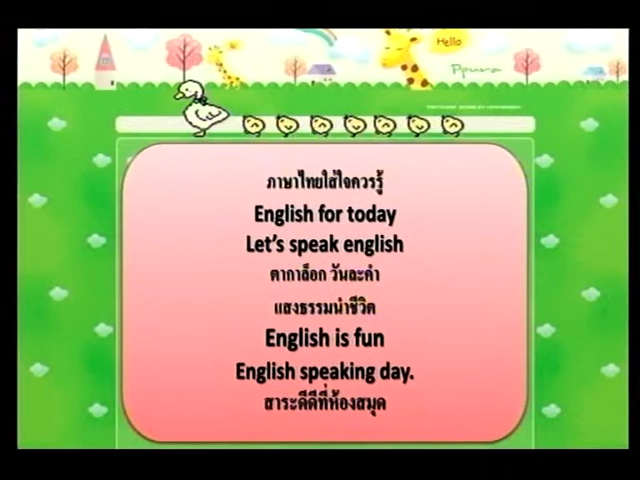 Hello
Ppura
ภาษาไทยใส่ใจควรรู้
English for today
Let's speak english
ตากาล็อก วันละคำ
แสงธรรมนำชีวิต
English is fun
English speaking day.
สาระดีดีที่ห้องสมุด